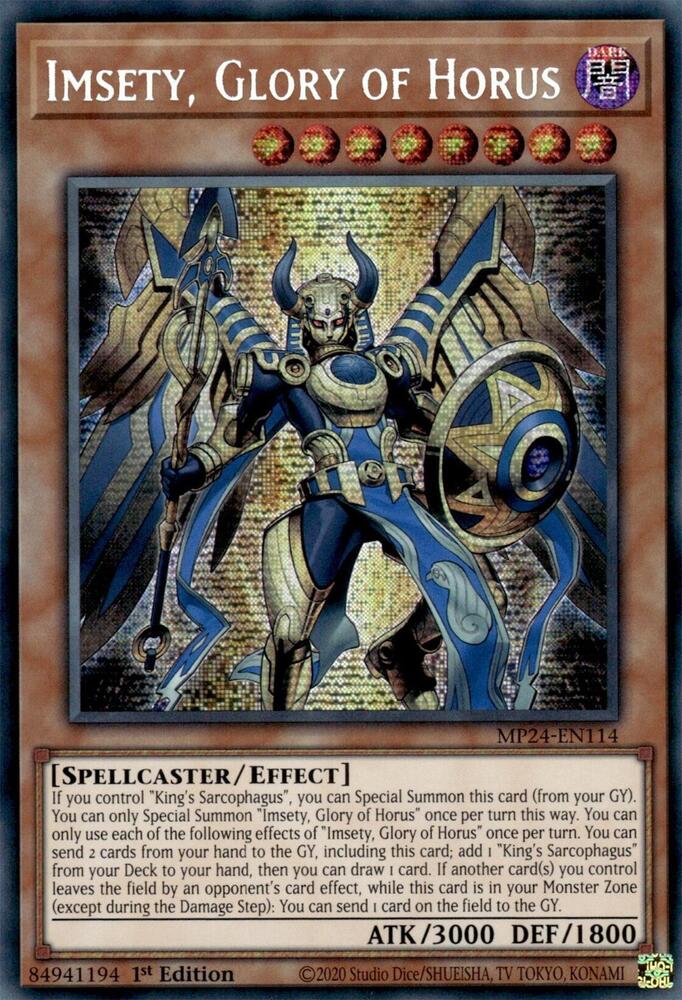 IMSETY, GLORY OF HORUS
DARK
闇
MP24-EN114
[SPELLCASTER/EFFECT]
If you control "King's Sarcophagus", you can Special Summon this card (from your GY).
You can only Special Summon "Imsety, Glory of Horus" once per turn this way. You can
only use each of the following effects of "Imsety, Glory of Horus" once per turn. You can
send 2 cards from your hand to the GY, including this card; add 1 "King's Sarcophagus"
from your Deck to your hand, then you can draw 1 card. If another card(s) you control
leaves the field by an opponent's card effect, while this card is in your Monster Zone
(except during the Damage Step): You can send 1 card on the field to the GY.
ATK/3000 DEF/1800
84941194 1st Edition ©2020 Studio Dice/SHUEISHA, TV TOKYO, KONAMI